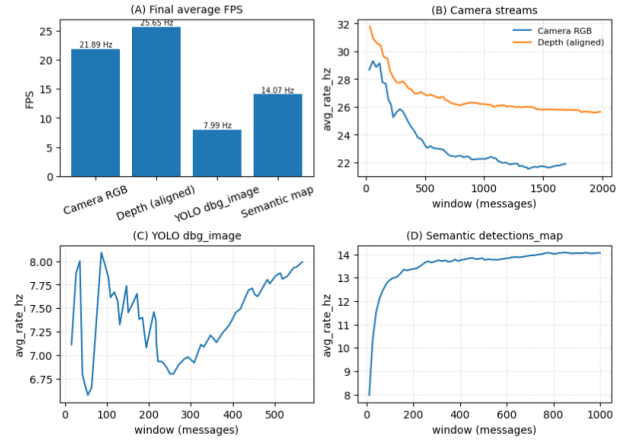 (A) Final average FPS
25
20
15
10
5
0
FPS
21.89 Hz
25.65 Hz
7.99 Hz
14.07 Hz
Camera RGB
Depth (aligned)
YOLO dbg_image
Semantic map
(B) Camera streams
32
30
28
26
24
22
avg_rate_hz
Camera RGB
Depth (aligned)
0
500
1000
1500
2000
window (messages)
(C) YOLO dbg_image
8.00
7.75
7.50
7.25
7.00
6.75
avg_rate_hz
0
100
200
300
400
500
window (messages)
(D) Semantic detections_map
14
13
12
11
10
9
8
avg_rate_hz
0
200
400
600
800
1000
window (messages)